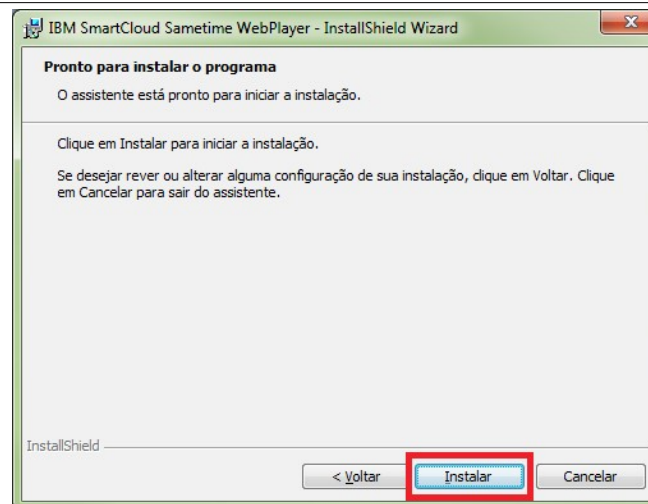 IBM SmartCloud Sametime WebPlayer - InstallShield Wizard
Pronto para instalar o programa
O assistente está pronto para iniciar a instalação.
Clique em Instalar para iniciar a instalação.
Se desejar rever ou alterar alguma configuração de sua instalação, clique em Voltar. Clique
em Cancelar para sair do assistente.
InstallShield
< Voltar Instalar Cancelar